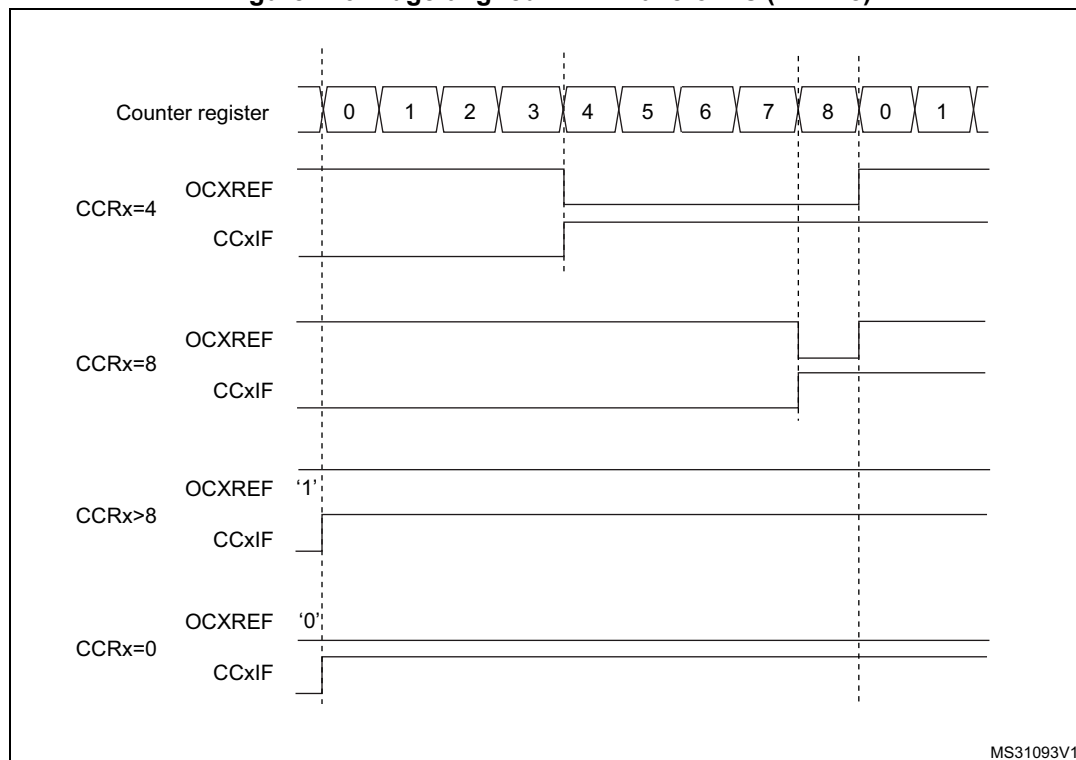 Counter register 0 1 2 3 4 5 6 7 8 0 1
OCXREF
CCRx=4
CCxIF
OCXREF
CCRx=8
CCxIF
OCXREF ‘1’
CCRx>8
CCxIF
OCXREF ‘0’
CCRx=0
CCxIF
MS31093V1